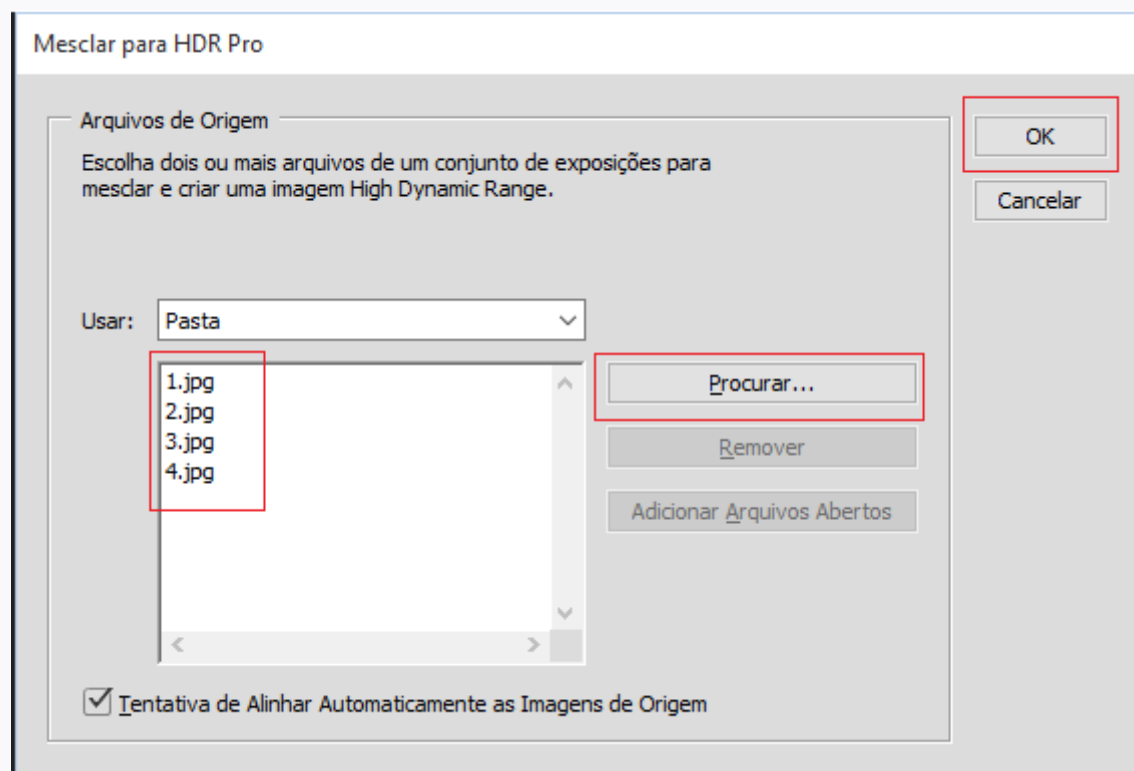 Mesclar para HDR Pro
Arquivos de Origem
Escolha dois ou mais arquivos de um conjunto de exposições para
mesclar e criar uma imagem High Dynamic Range.
OK
Cancelar
Usar: Pasta
1.jpg
2.jpg
3.jpg
4.jpg
Procurar...
Remover
Adicionar Arquivos Abertos
Tentativa de Alinhar Automaticamente as Imagens de Origem